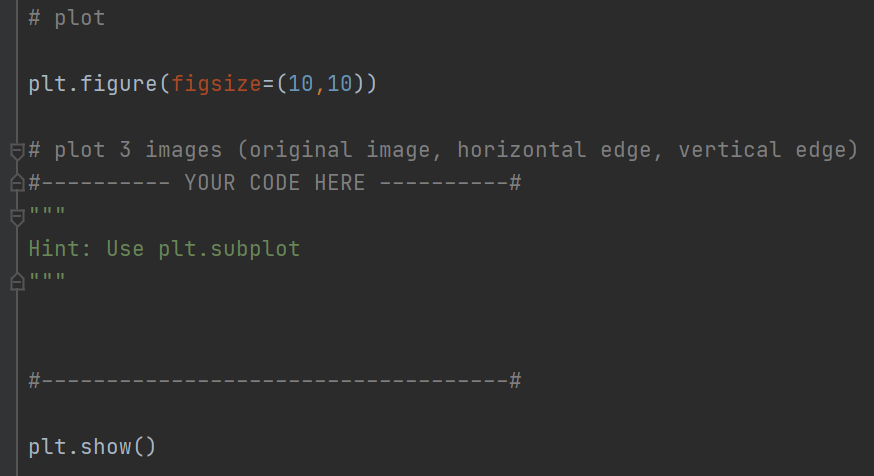 # plot
plt.figure(figsize=(10,10))
# plot 3 images (original image, horizontal edge, vertical edge)
#---------- YOUR CODE HERE ----------#
"""
Hint: Use plt.subplot
"""
#------------------------------------#
plt.show()